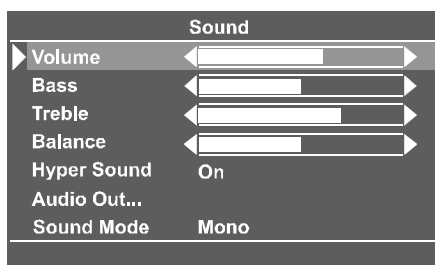 Sound
Volume
Bass
Treble
Balance
Hyper Sound On
Audio Out...
Sound Mode Mono